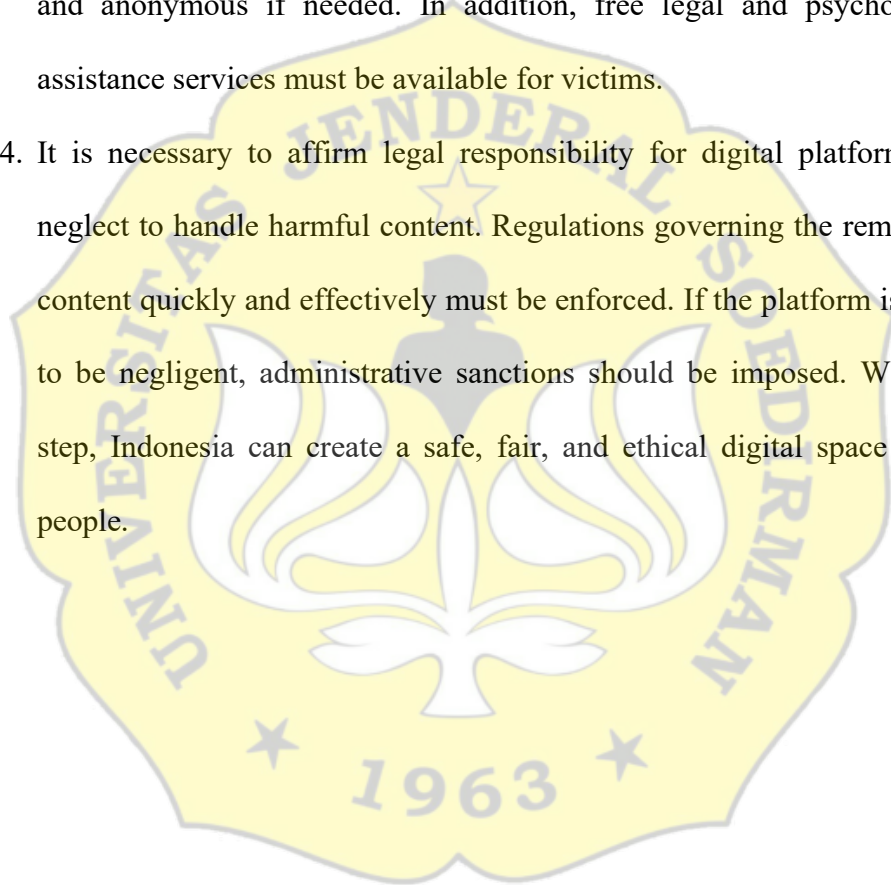 and anonymous if needed. In addition, free legal and psycho
assistance services must be available for victims.
4. It is necessary to affirm legal responsibility for digital platform
neglect to handle harmful content. Regulations governing the rem
content quickly and effectively must be enforced. If the platform is
to be negligent, administrative sanctions should be imposed. W
step, Indonesia can create a safe, fair, and ethical digital space
people.
UNIVERSITAS JENDERAL SOEDIRMAN
1963